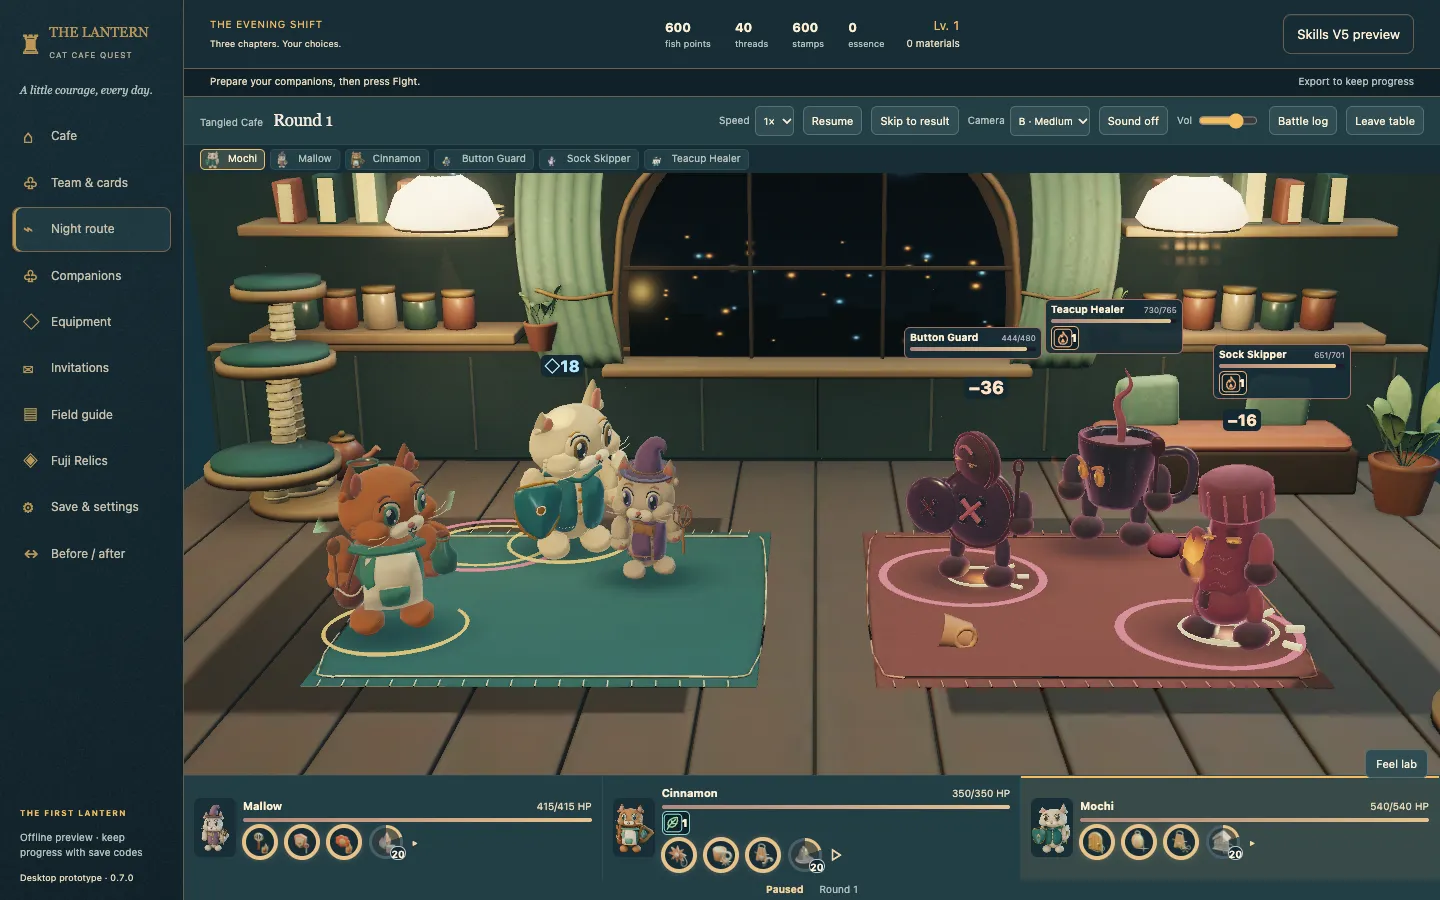 THE LANTERN
CAT CAFE QUEST
A little courage, every day.
Cafe
Team & cards
Night route
Companions
Equipment
Invitations
Field guide
Fuji Relics
Save & settings
Before / after
THE FIRST LANTERN
Offline preview · keep
progress with save codes
Desktop prototype · 0.7.0
THE EVENING SHIFT
Three chapters. Your choices.
600 40 600 0 Lv. 1
fish points threads stamps essence 0 materials
Skills V5 preview
Prepare your companions, then press Fight. Export to keep progress
Tangled Cafe Round 1 Speed 1x Resume Skip to result Camera B · Medium Sound off Vol Battle log Leave table
Mochi Mallow Cinnamon Button Guard Sock Skipper Teacup Healer
Teacup Healer 730/765
1
Button Guard 444/480
Sock Skipper 651/701
1
18
−36
−16
Feel lab
Mallow 415/415 HP
20
Cinnamon 350/350 HP
1
20
Mochi 540/540 HP
20
Paused Round 1